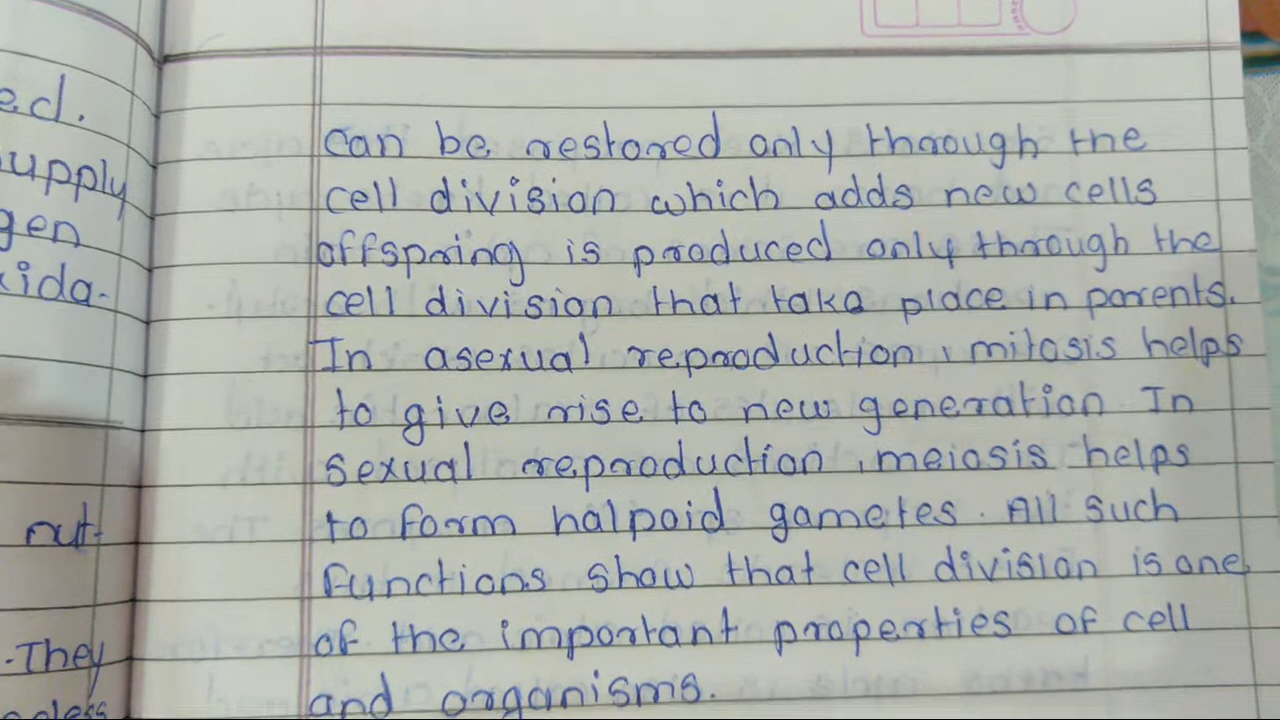 ed.
upply
gen
ida-
nut-
. They
can be restored only through the
cell division which adds new cells
offspring is produced only through the
cell division that take place in parents.
In asexual reproduction, mitosis helps
to give rise to new generation In
sexual reproduction, meiosis helps
to form halpoid gametes. All such
functions show that cell division is one
of the important properties of cell
and organisms.